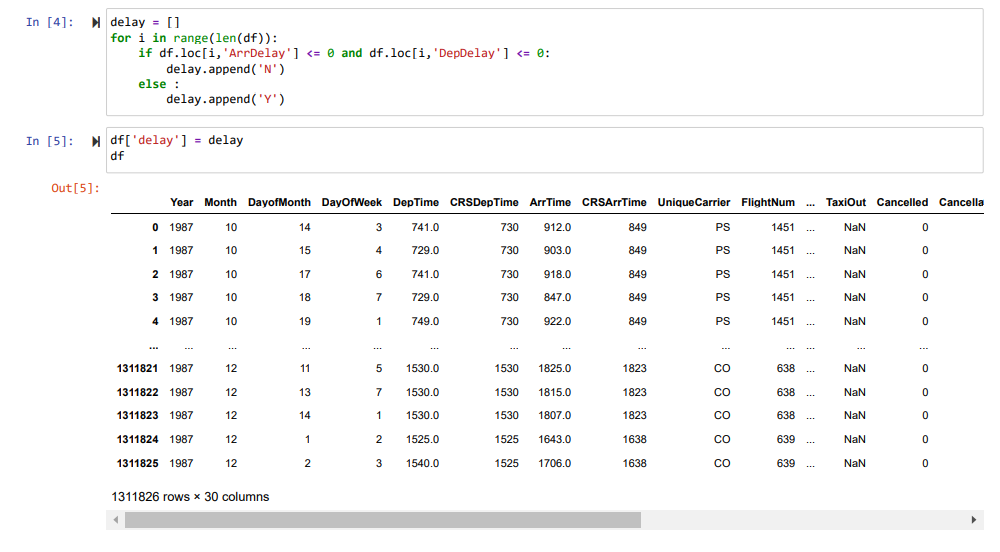 In [4]: delay = []
for i in range(len(df)):
    if df.loc[i,'ArrDelay'] <= 0 and df.loc[i,'DepDelay'] <= 0:
        delay.append('N')
    else :
        delay.append('Y')
In [5]: df['delay'] = delay
df
Out[5]:
Year Month DayofMonth DayOfWeek DepTime CRSDepTime ArrTime CRSArrTime UniqueCarrier FlightNum ... TaxiOut Cancelled Cancella
0 1987 10 14 3 741.0 730 912.0 849 PS 1451 ... NaN 0
1 1987 10 15 4 729.0 730 903.0 849 PS 1451 ... NaN 0
2 1987 10 17 6 741.0 730 918.0 849 PS 1451 ... NaN 0
3 1987 10 18 7 729.0 730 847.0 849 PS 1451 ... NaN 0
4 1987 10 19 1 749.0 730 922.0 849 PS 1451 ... NaN 0
... ... ... ... ... ... ... ... ... ... ... ... ... ...
1311821 1987 12 11 5 1530.0 1530 1825.0 1823 CO 638 ... NaN 0
1311822 1987 12 13 7 1530.0 1530 1815.0 1823 CO 638 ... NaN 0
1311823 1987 12 14 1 1530.0 1530 1807.0 1823 CO 638 ... NaN 0
1311824 1987 12 1 2 1525.0 1525 1643.0 1638 CO 639 ... NaN 0
1311825 1987 12 2 3 1540.0 1525 1706.0 1638 CO 639 ... NaN 0
1311826 rows × 30 columns